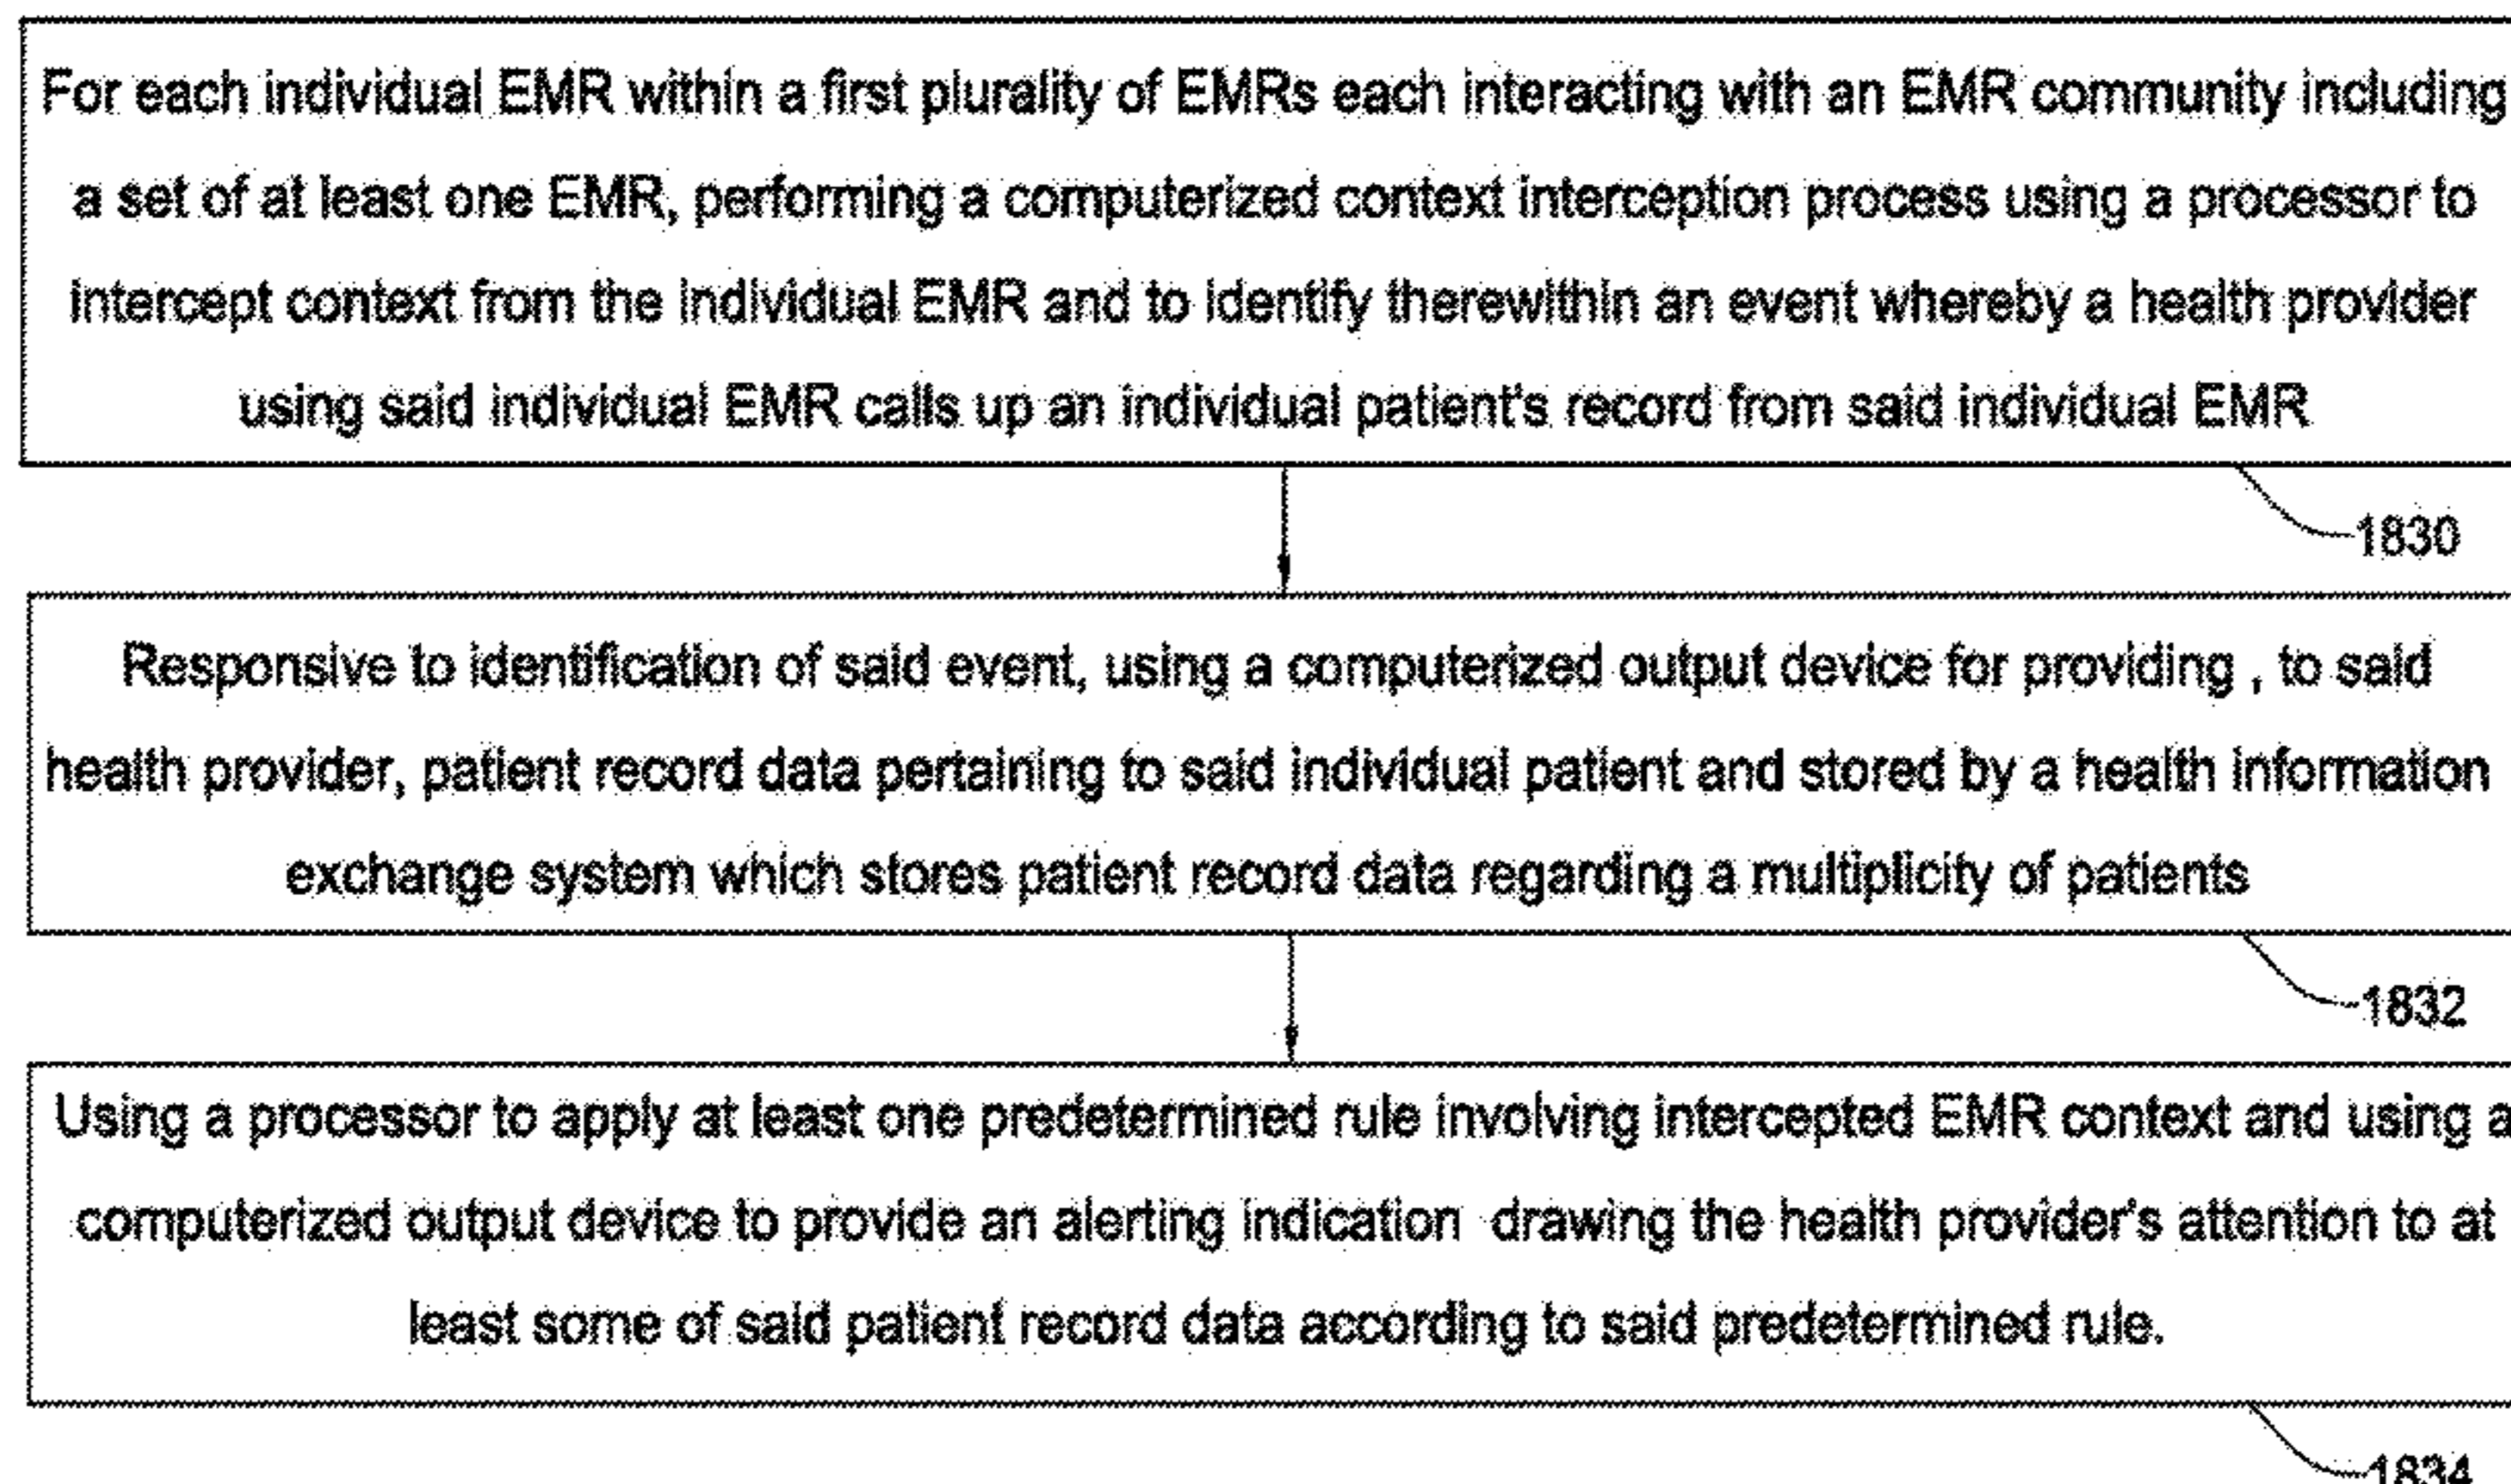 For each individual EMR within a first plurality of EMRs each interacting with an EMR community including
a set of at least one EMR, performing a computerized context interception process using a processor to
intercept context from the individual EMR and to identify therewithin an event whereby a health provider
using said individual EMR calls up an individual patient's record from said individual EMR
1830
Responsive to identification of said event, using a computerized output device for providing , to said
health provider, patient record data pertaining to said individual patient and stored by a health information
exchange system which stores patient record data regarding a multiplicity of patients
1832
Using a processor to apply at least one predetermined rule involving intercepted EMR context and using a
computerized output device to provide an alerting indication drawing the health provider's attention to at
least some of said patient record data according to said predetermined rule.
1834